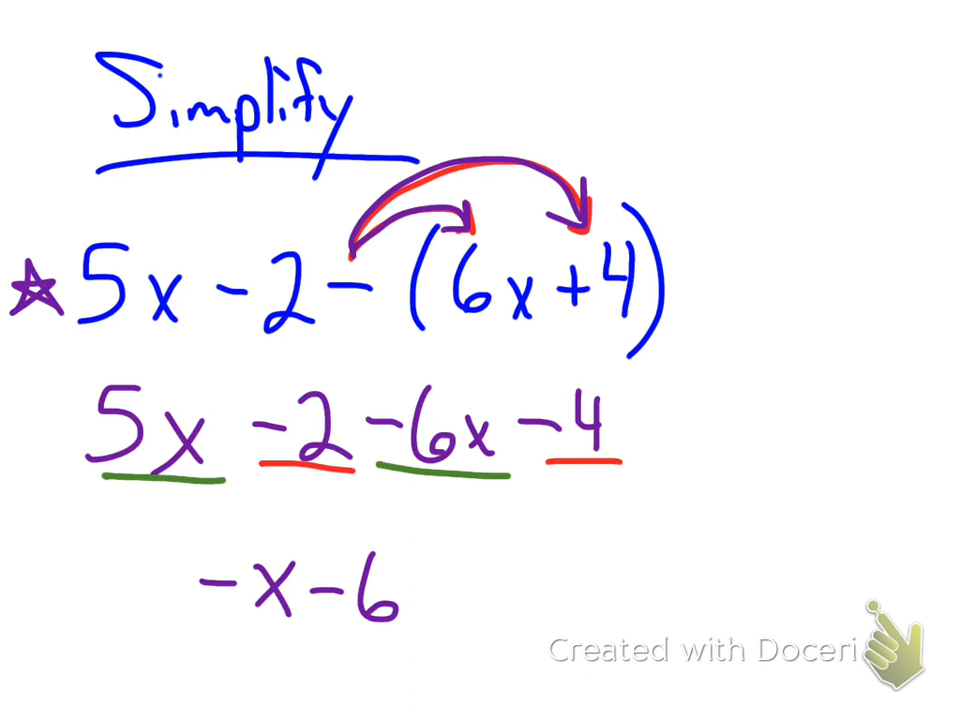 Simplify
5x - 2 - (6x + 4)
5x - 2 - 6x - 4
-x - 6
Created with Doceri